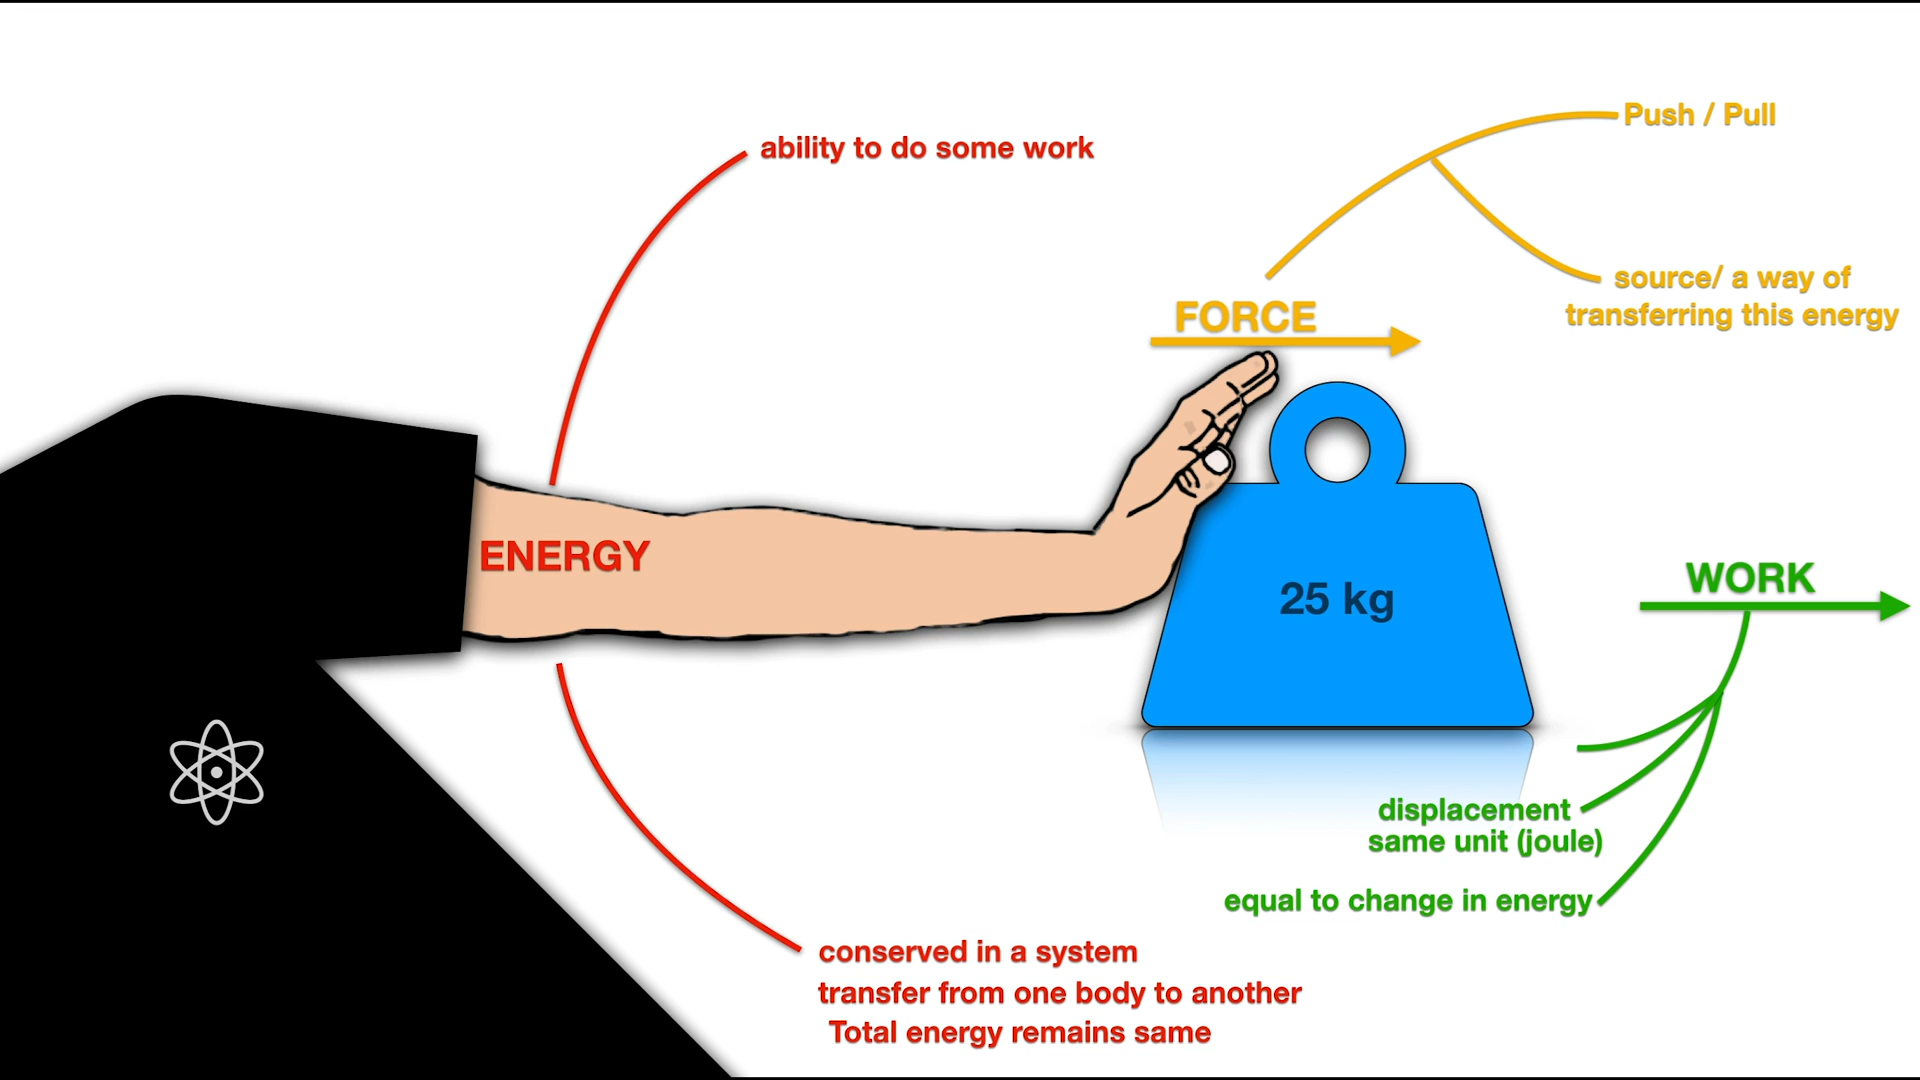 ability to do some work
Push / Pull
source/ a way of
transferring this energy
FORCE
ENERGY
25 kg
WORK
displacement
same unit (joule)
equal to change in energy
conserved in a system
transfer from one body to another
Total energy remains same